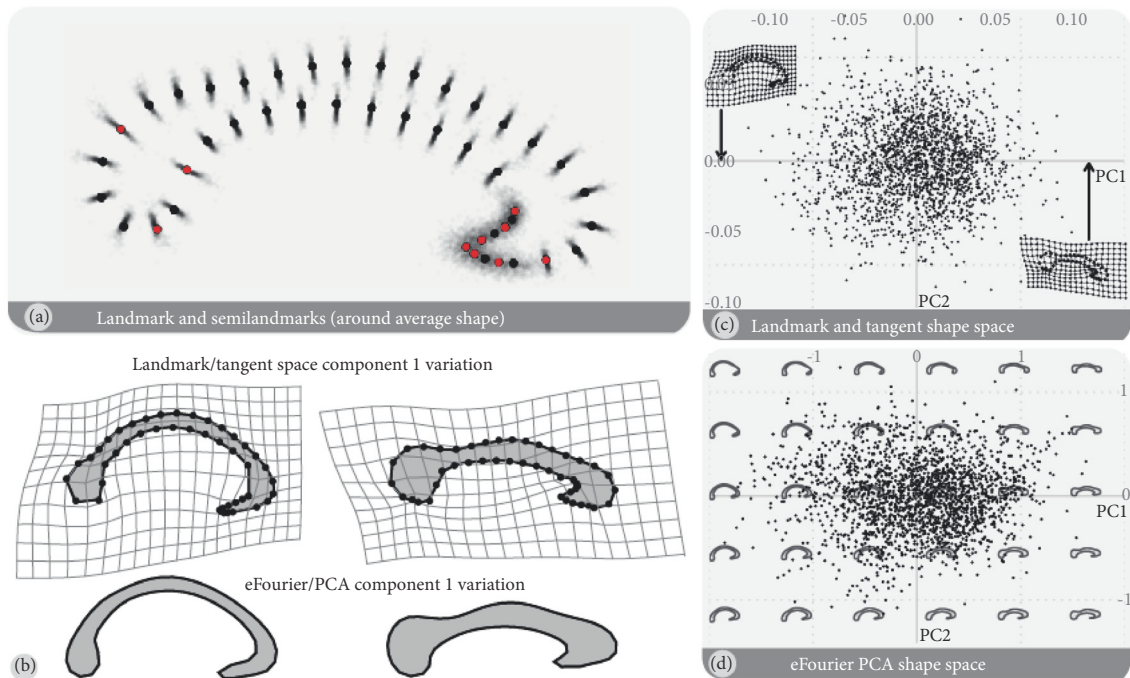 (a) Landmark and semilandmarks (around average shape)
Landmark/tangent space component 1 variation
eFourier/PCA component 1 variation
(b)
-0.10 -0.05 0.00 0.05 0.10
0.00
PC1
-0.05
PC2
-0.10
(c) Landmark and tangent shape space
-1 0 1
1
0
PC1
-1
PC2
(d) eFourier PCA shape space